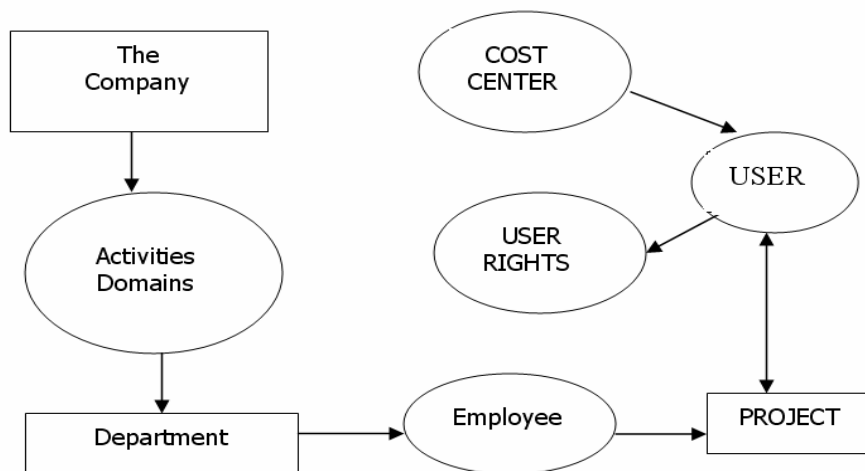 The
Company
COST
CENTER
USER
Activities
Domains
USER
RIGHTS
Department
Employee
PROJECT